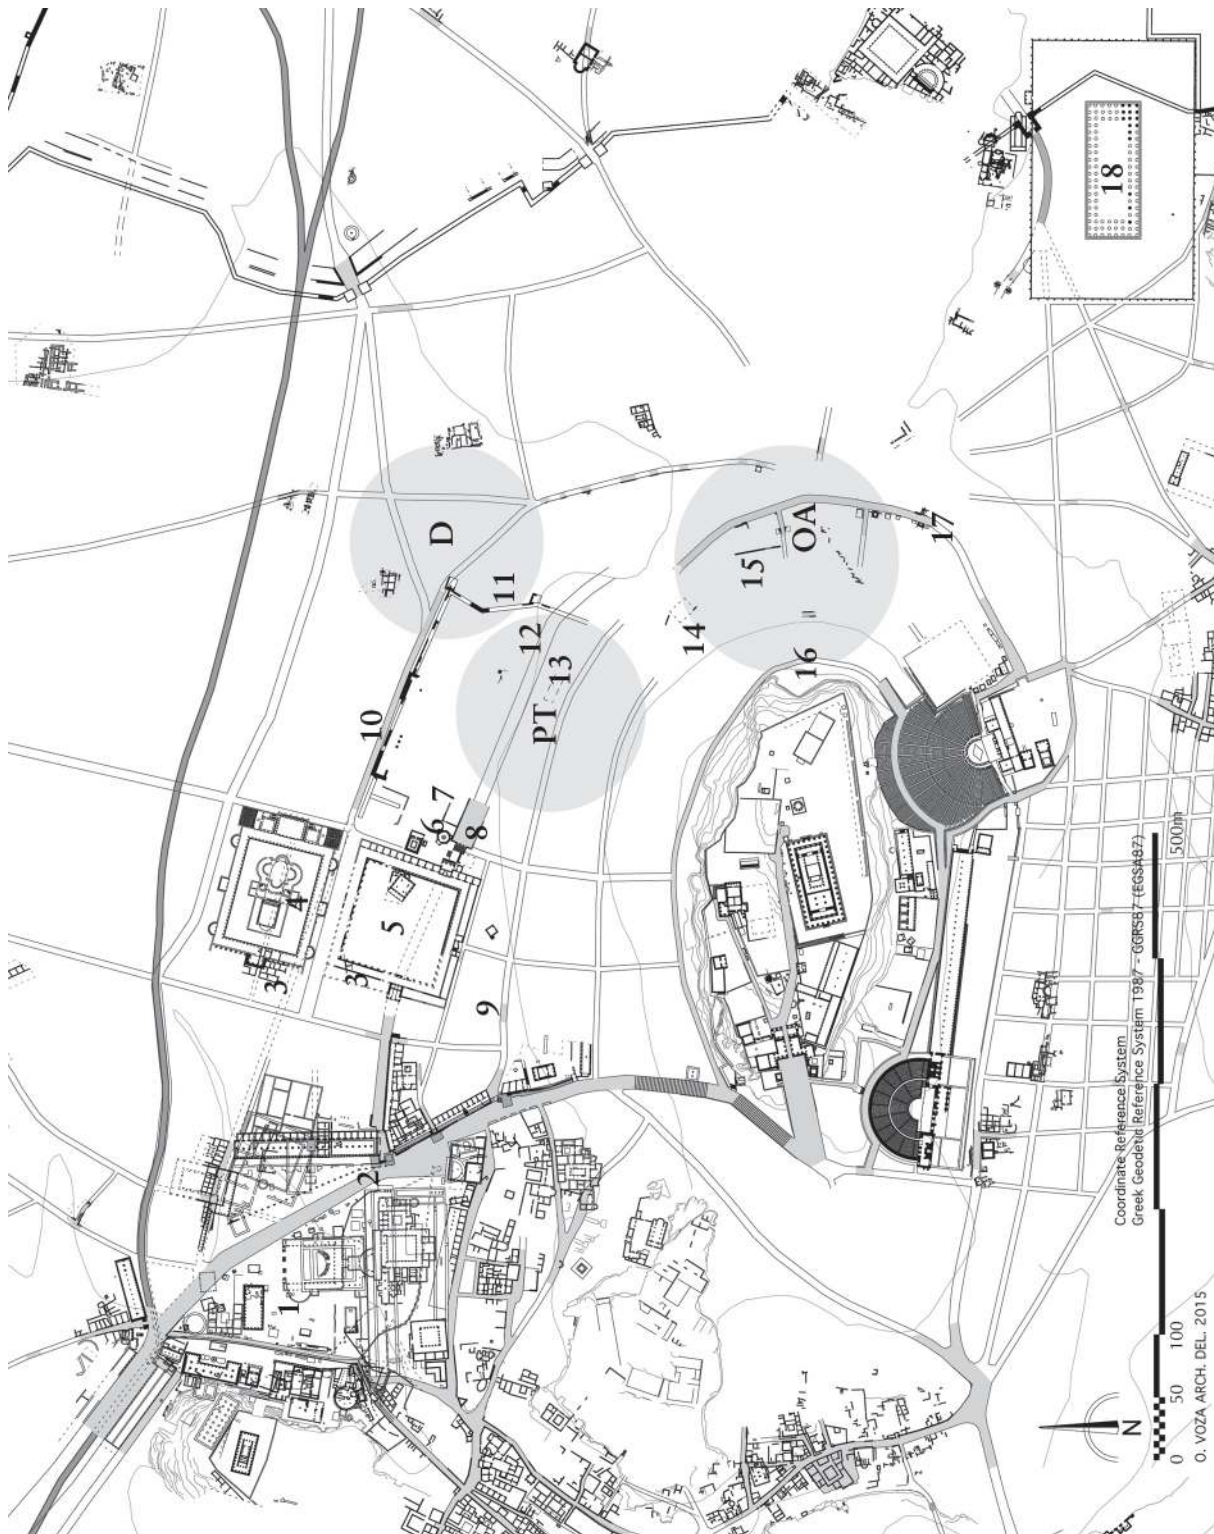 18
D
11
10
12
13
PT
14
15
OA
17
16
7
6
8
4
5
3
3
9
2
1
Coordinate Reference System
Greek Geodetic Reference System 1987 - GGRS87 (EGSA87)
0 50 100 500m
N
O. VOZA ARCH. DEL. 2015